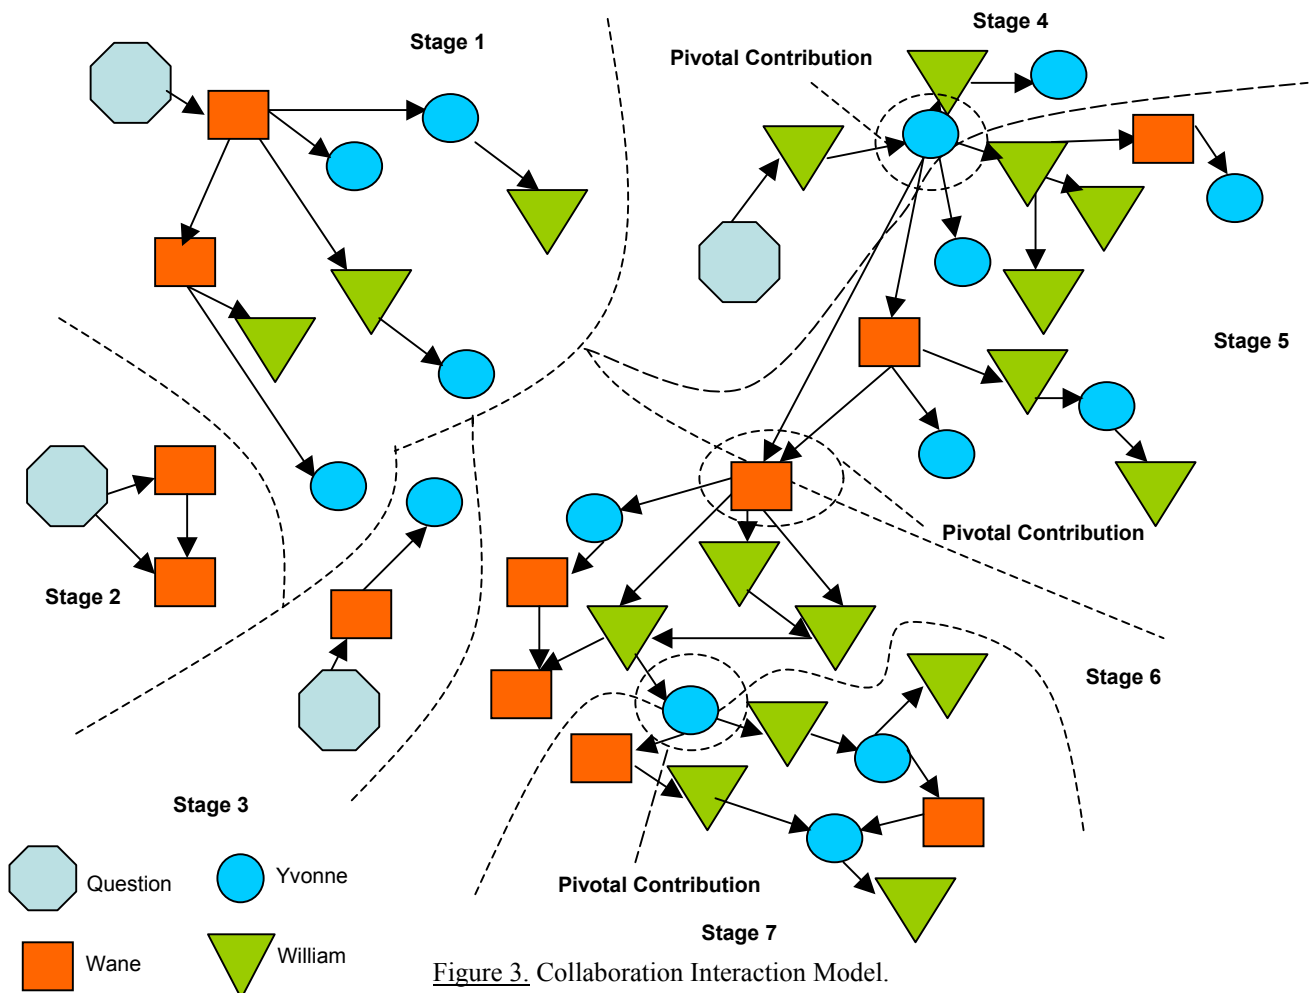 Stage 1
Stage 4
Pivotal Contribution
Stage 5
Pivotal Contribution
Stage 2
Stage 6
Stage 3
Pivotal Contribution
Stage 7
Question
Yvonne
Wane
William
Figure 3. Collaboration Interaction Model.